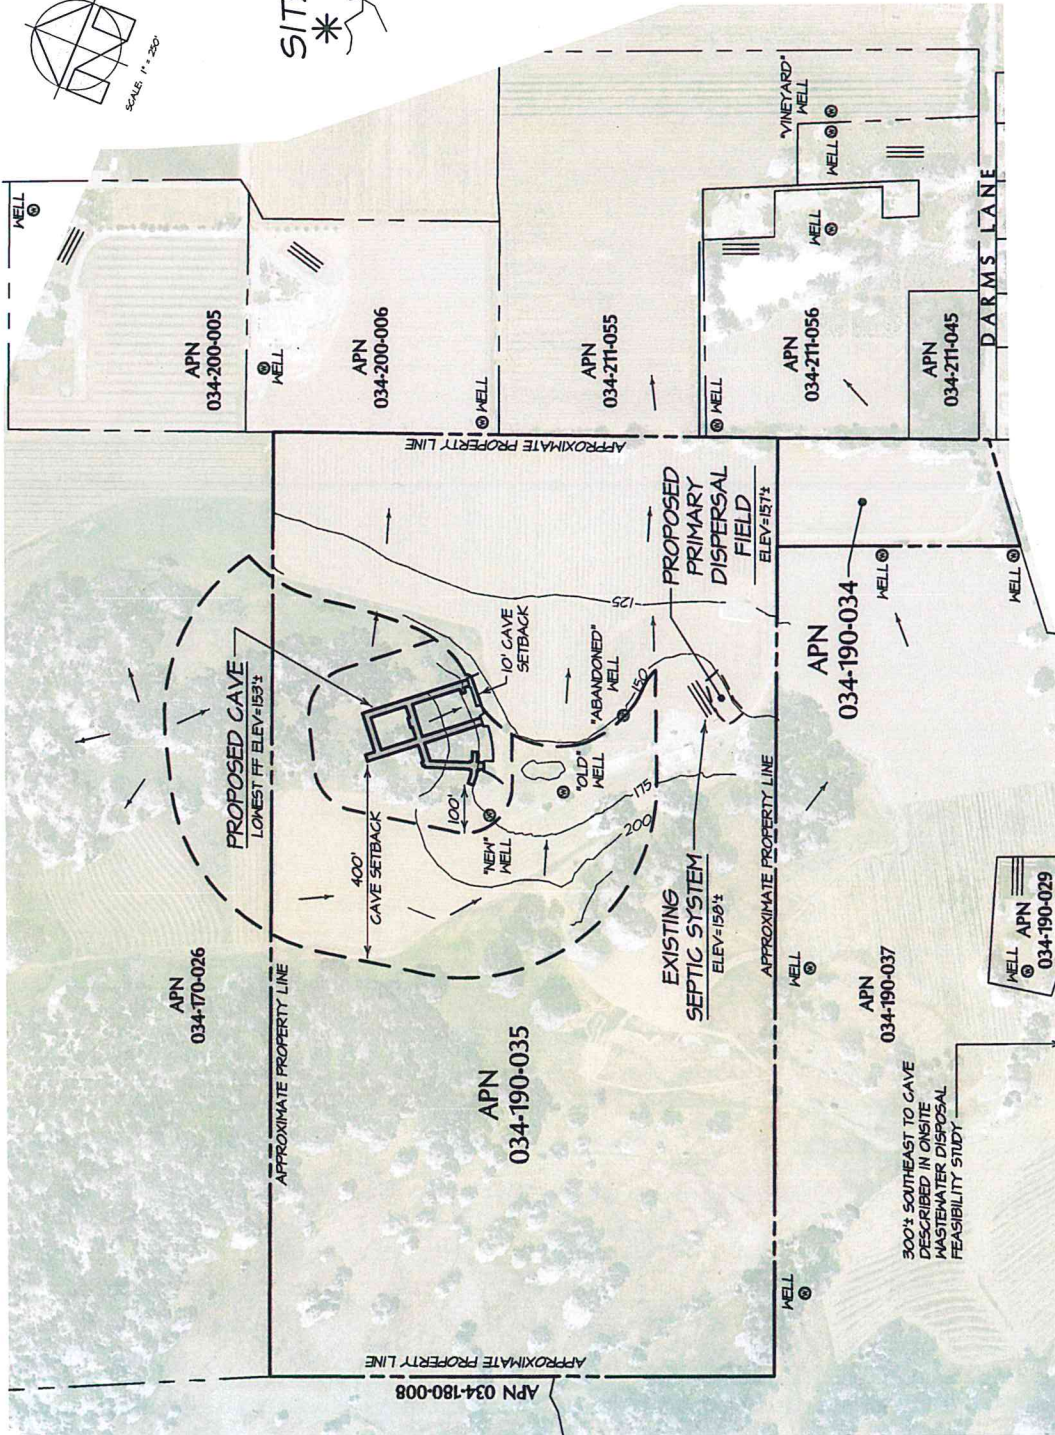 SCALE: 1" = 250'
SIT
WELL
APN
034-200-005
WELL
APN
034-200-006
WELL
APN
034-211-055
"VINEYARD"
WELL
WELL
WELL
APN
034-211-056
WELL
APN
034-211-045
DARMS LANE
APPROXIMATE PROPERTY LINE
PROPOSED CAVE
LOWEST FF ELEV=153'±
10' CAVE
SETBACK
400'
CAVE SETBACK
100'
"NEW"
WELL
"OLD"
WELL
"ABANDONED"
WELL
125
150
175
200
PROPOSED
PRIMARY
DISPERSAL
FIELD
ELEV=157'±
EXISTING
SEPTIC SYSTEM
ELEV=158'±
APN
034-190-034
WELL
WELL
APN
034-170-026
APPROXIMATE PROPERTY LINE
APN
034-190-035
APPROXIMATE PROPERTY LINE
WELL
APN
034-190-037
WELL
APN
034-190-029
300'± SOUTHEAST TO CAVE
DESCRIBED IN ONSITE
WASTEWATER DISPOSAL
FEASIBILITY STUDY
WELL
APPROXIMATE PROPERTY LINE
APN 034-180-008